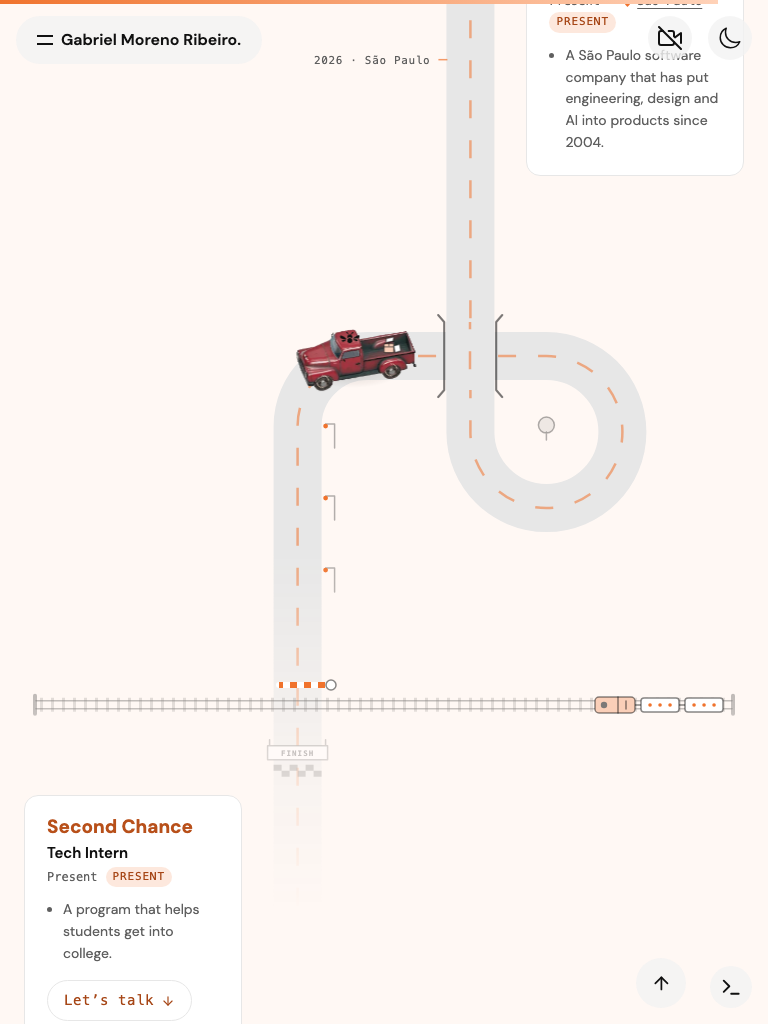 Gabriel Moreno Ribeiro.
PRESENT
2026 · São Paulo
A São Paulo software
company that has put
engineering, design and
AI into products since
2004.
FINISH
Second Chance
Tech Intern
Present PRESENT
A program that helps
students get into
college.
Let's talk ↓